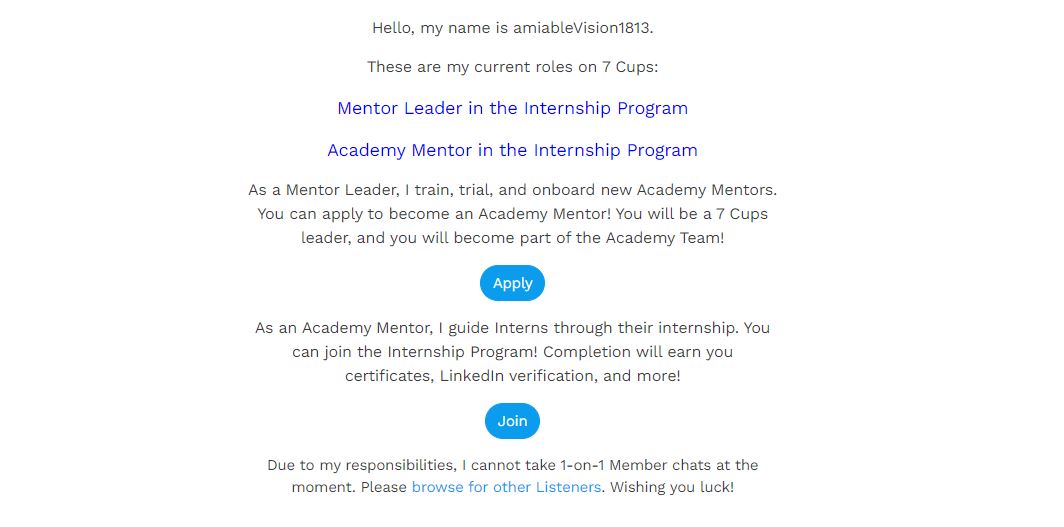 Hello, my name is amiableVision1813.
These are my current roles on 7 Cups:
Mentor Leader in the Internship Program
Academy Mentor in the Internship Program
As a Mentor Leader, I train, trial, and onboard new Academy Mentors.
You can apply to become an Academy Mentor! You will be a 7 Cups
leader, and you will become part of the Academy Team!
Apply
As an Academy Mentor, I guide Interns through their internship. You
can join the Internship Program! Completion will earn you
certificates, LinkedIn verification, and more!
Join
Due to my responsibilities, I cannot take 1-on-1 Member chats at the
moment. Please browse for other Listeners. Wishing you luck!